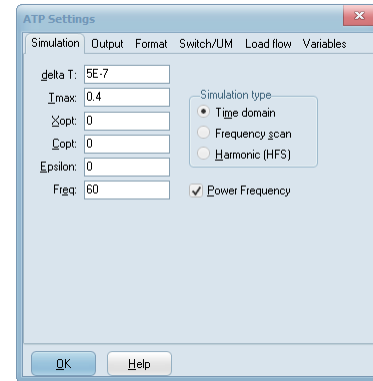 ATP Settings
Simulation Output Format Switch/UM Load flow Variables
delta T: 5E-7
Tmax: 0.4
Xopt: 0
Copt: 0
Epsilon: 0
Freq: 60
Simulation type
Time domain
Frequency scan
Harmonic (HFS)
Power Frequency
OK Help